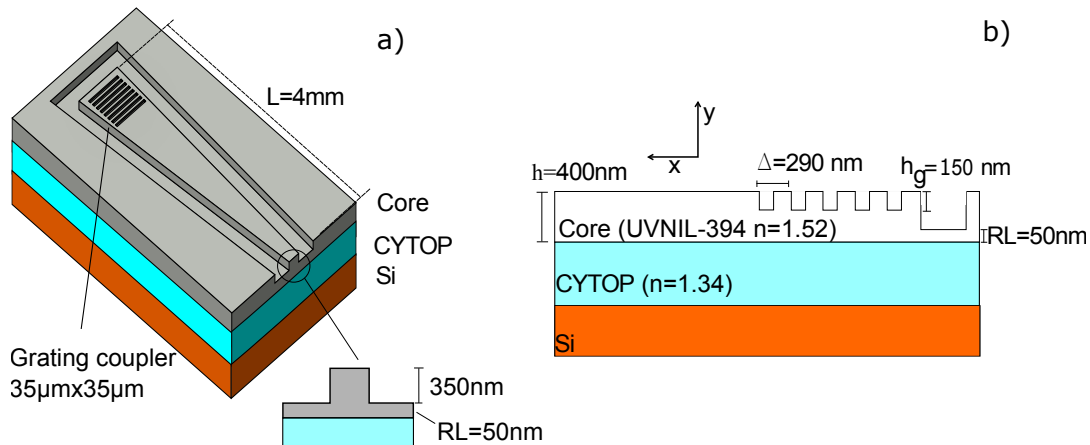 a)
L=4mm
Core
CYTOP
Si
Grating coupler
35µmx35µm
350nm
RL=50nm
b)
y
x
h=400nm
Δ=290 nm
hg=150 nm
Core (UVNIL-394 n=1.52)
RL=50nm
CYTOP (n=1.34)
Si